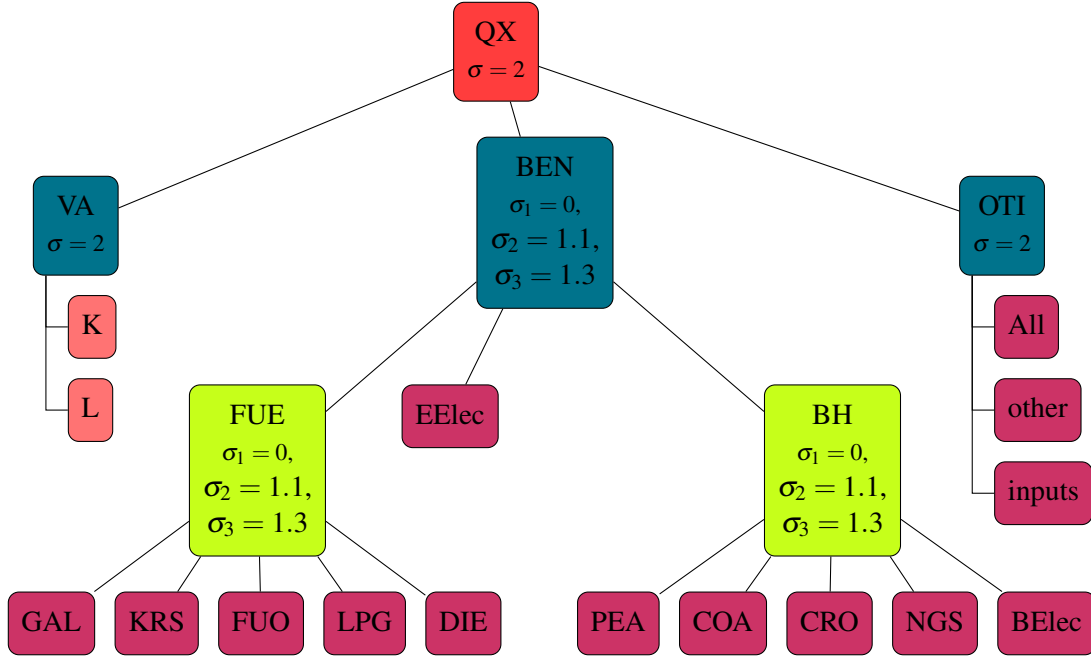 QX
σ = 2
BEN
σ₁ = 0,
σ₂ = 1.1,
σ₃ = 1.3
VA
σ = 2
OTI
σ = 2
K
L
All
other
inputs
FUE
σ₁ = 0,
σ₂ = 1.1,
σ₃ = 1.3
EElec
BH
σ₁ = 0,
σ₂ = 1.1,
σ₃ = 1.3
GAL
KRS
FUO
LPG
DIE
PEA
COA
CRO
NGS
BElec